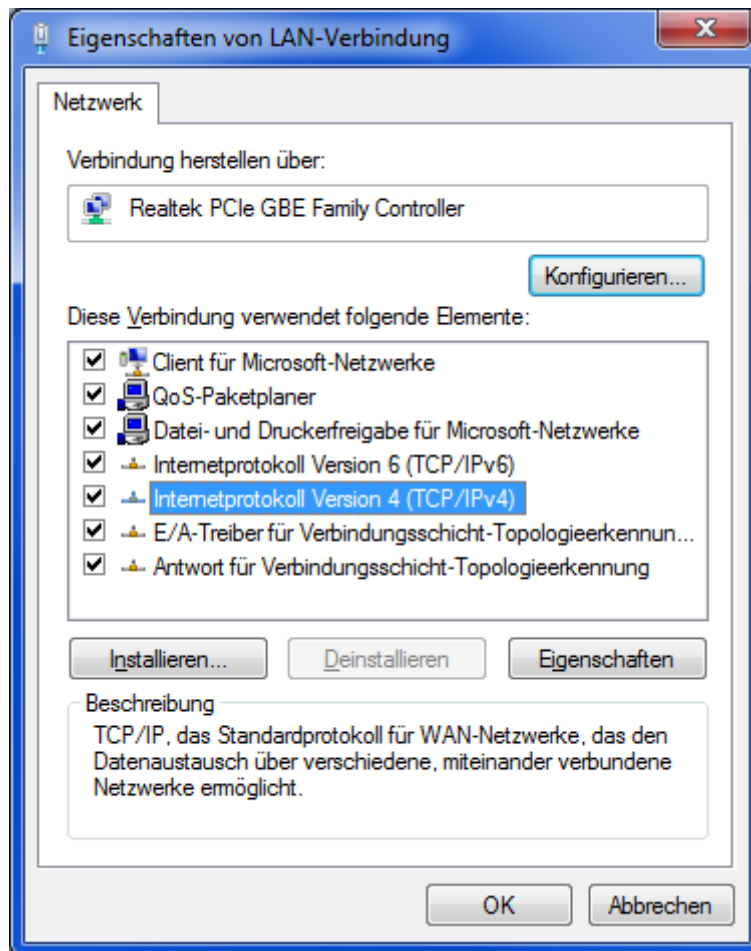 Eigenschaften von LAN-Verbindung
Netzwerk
Verbindung herstellen über:
Realtek PCIe GBE Family Controller
Konfigurieren...
Diese Verbindung verwendet folgende Elemente:
Client für Microsoft-Netzwerke
QoS-Paketplaner
Datei- und Druckerfreigabe für Microsoft-Netzwerke
Internetprotokoll Version 6 (TCP/IPv6)
Internetprotokoll Version 4 (TCP/IPv4)
E/A-Treiber für Verbindungsschicht-Topologieerkennun...
Antwort für Verbindungsschicht-Topologieerkennung
Installieren... Deinstallieren Eigenschaften
Beschreibung
TCP/IP, das Standardprotokoll für WAN-Netzwerke, das den
Datenaustausch über verschiedene, miteinander verbundene
Netzwerke ermöglicht.
OK Abbrechen